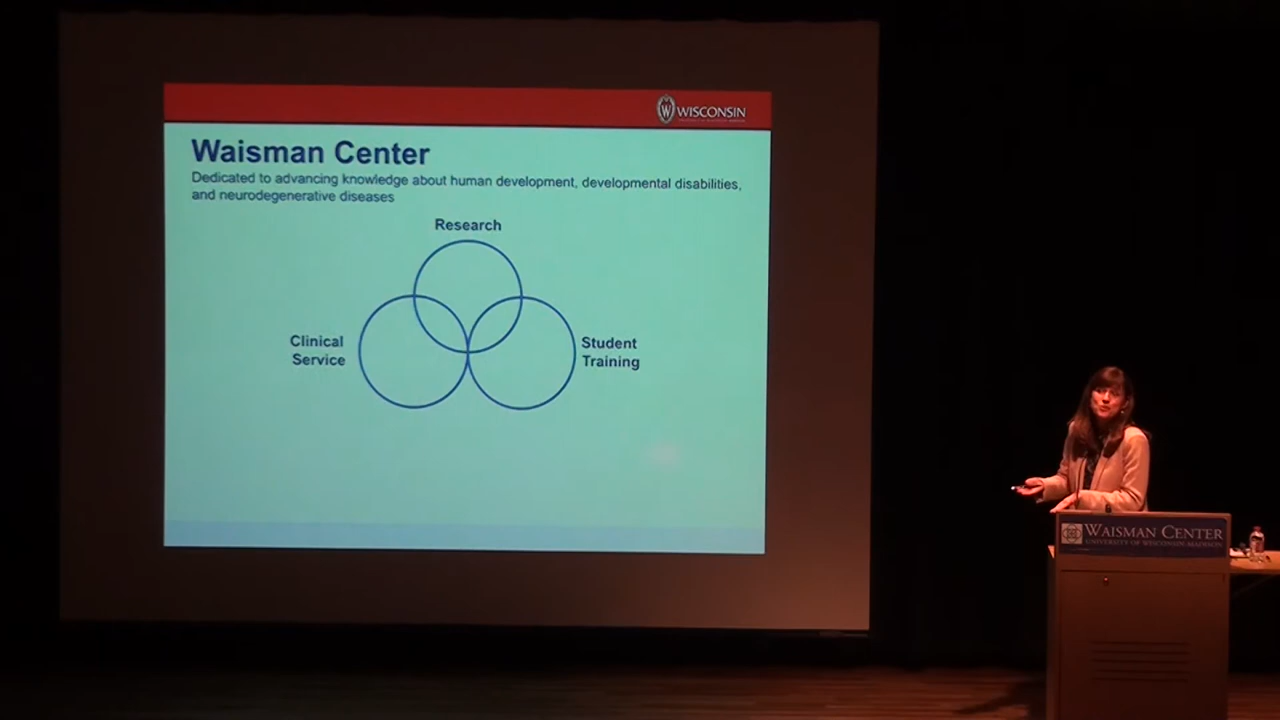 WISCONSIN
Waisman Center
Dedicated to advancing knowledge about human development, developmental disabilities,
and neurodegenerative diseases
Research
Clinical
Service
Student
Training
WAISMAN CENTER
UNIVERSITY OF WISCONSIN-MADISON